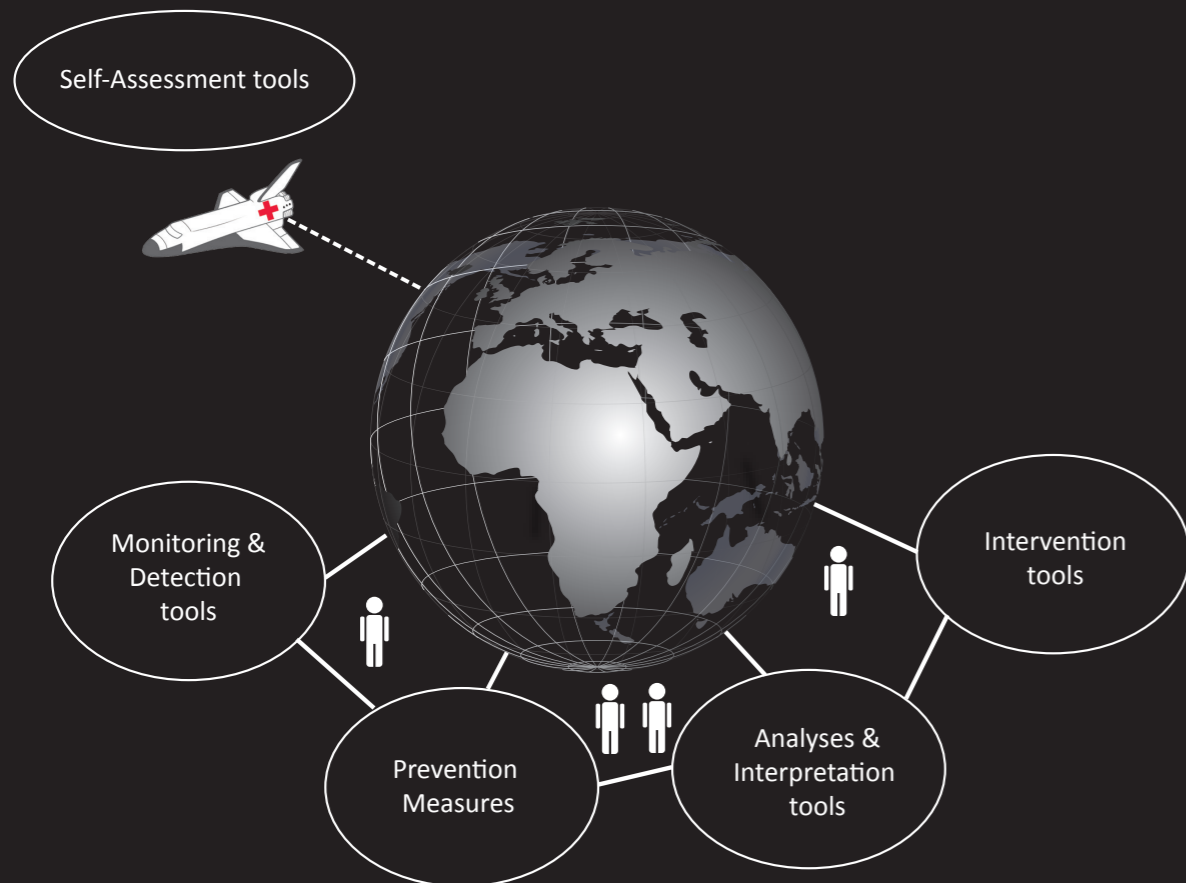 Self-Assessment tools
Monitoring &
Detection
tools
Prevention
Measures
Analyses &
Interpretation
tools
Intervention
tools